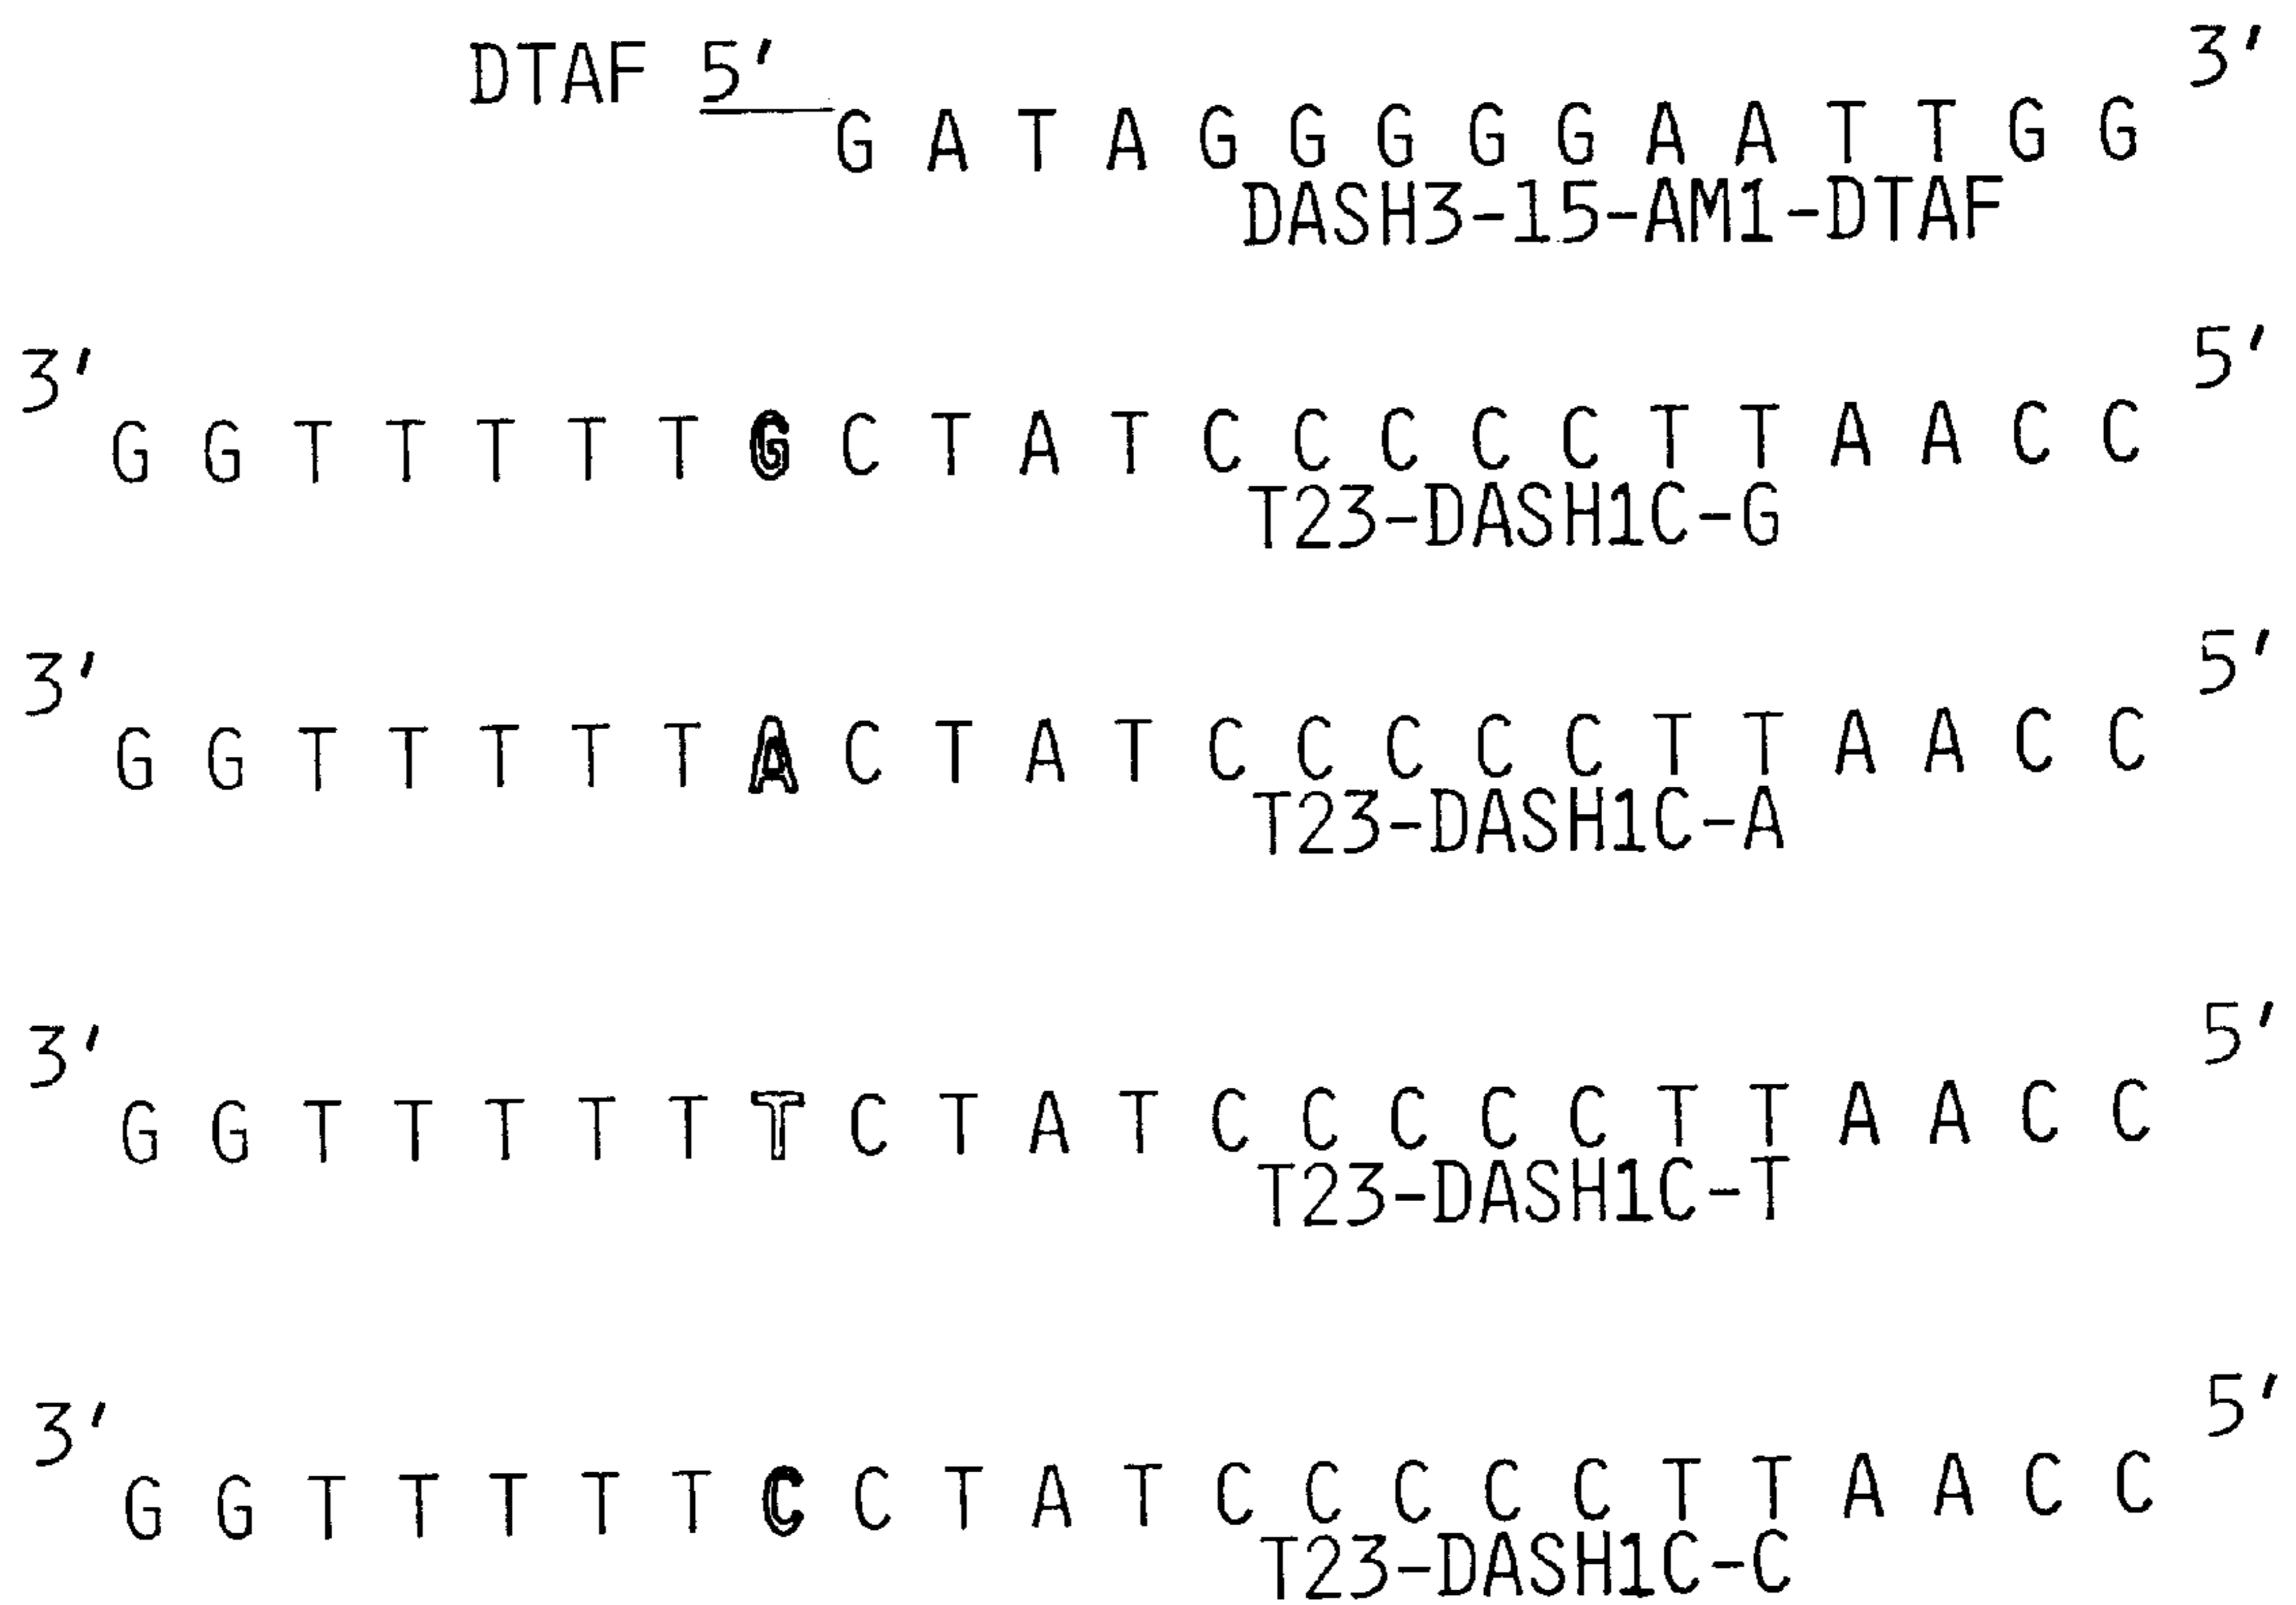 DTAF 5' 3'
G A T A G G G G G A A T T G G
DASH3-15-AM1-DTAF
3' 5'
G G T T T T T G C T A T C C C C C T T A A C C
T23-DASH1C-G
3' 5'
G G T T T T T A C T A T C C C C C T T A A C C
T23-DASH1C-A
3' 5'
G G T T T T T T C T A T C C C C C T T A A C C
T23-DASH1C-T
3' 5'
G G T T T T T C C T A T C C C C C T T A A C C
T23-DASH1C-C